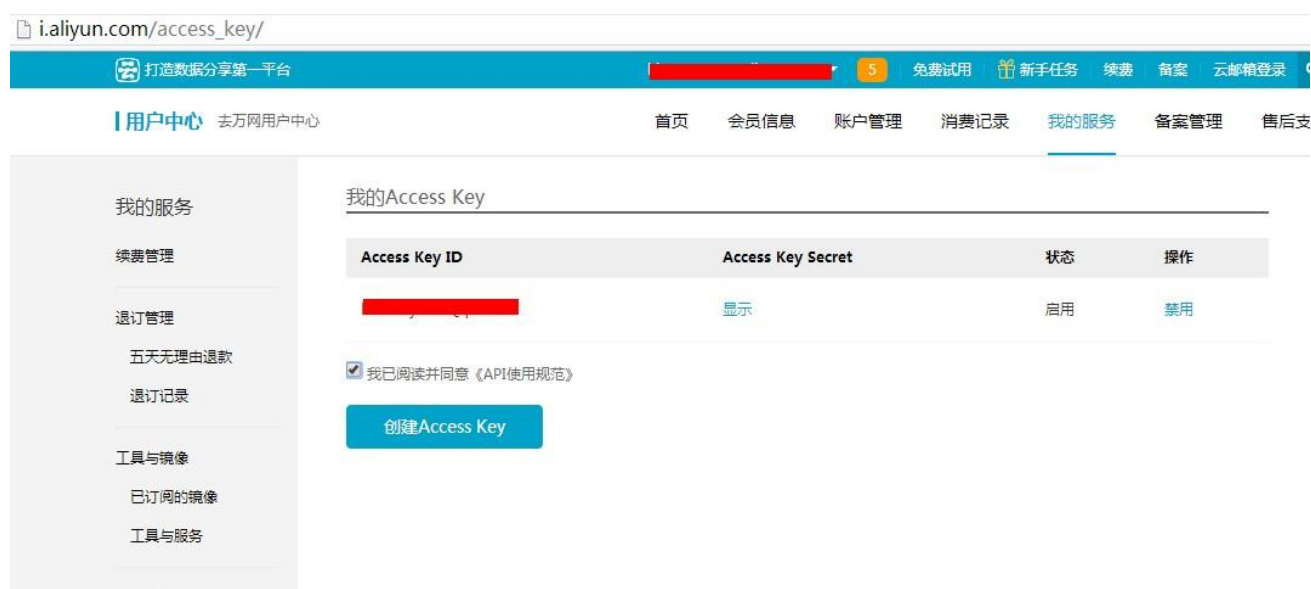 i.aliyun.com/access_key/
打造数据分享第一平台 5 免费试用 新手任务 续费 备案 云邮箱登录
用户中心 去万网用户中心 首页 会员信息 账户管理 消费记录 我的服务 备案管理 售后支
我的服务
续费管理
退订管理
五天无理由退款
退订记录
工具与镜像
已订阅的镜像
工具与服务
我的Access Key
Access Key ID Access Key Secret 状态 操作
显示 启用 禁用
我已阅读并同意《API使用规范》
创建Access Key